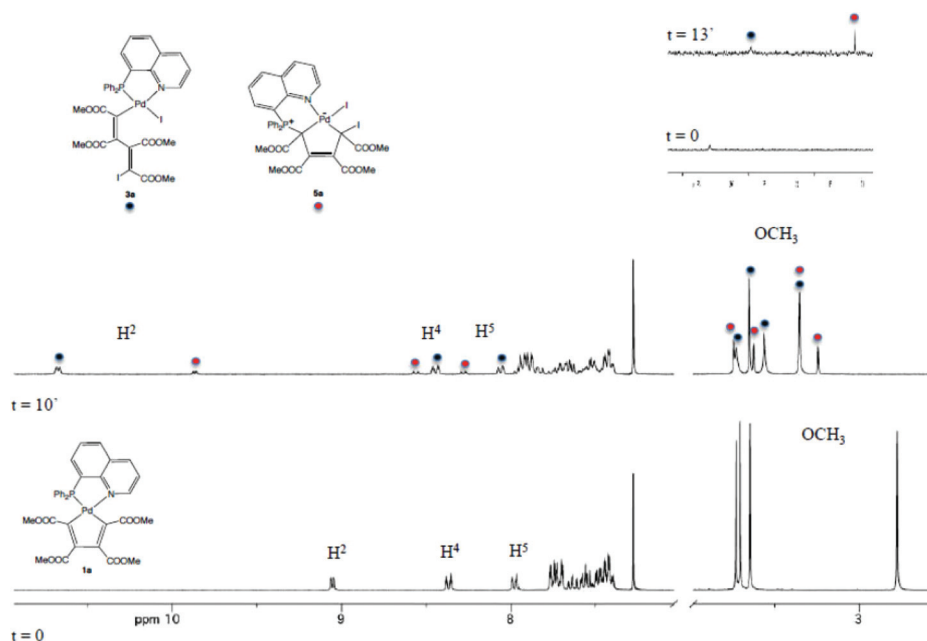 t = 13`
t = 0
Ph₂P
N
Pd
I
MeOOC
MeOOC
COOMe
I
COOMe
3a
N
I
Ph₂P⁺
Pd
I
MeOOC
COOMe
MeOOC
COOMe
5a
OCH₃
H²
H⁴
H⁵
t = 10`
Ph₂P
N
Pd
MeOOC
COOMe
MeOOC
COOMe
1a
H²
H⁴
H⁵
OCH₃
ppm 10
9
8
3
t = 0